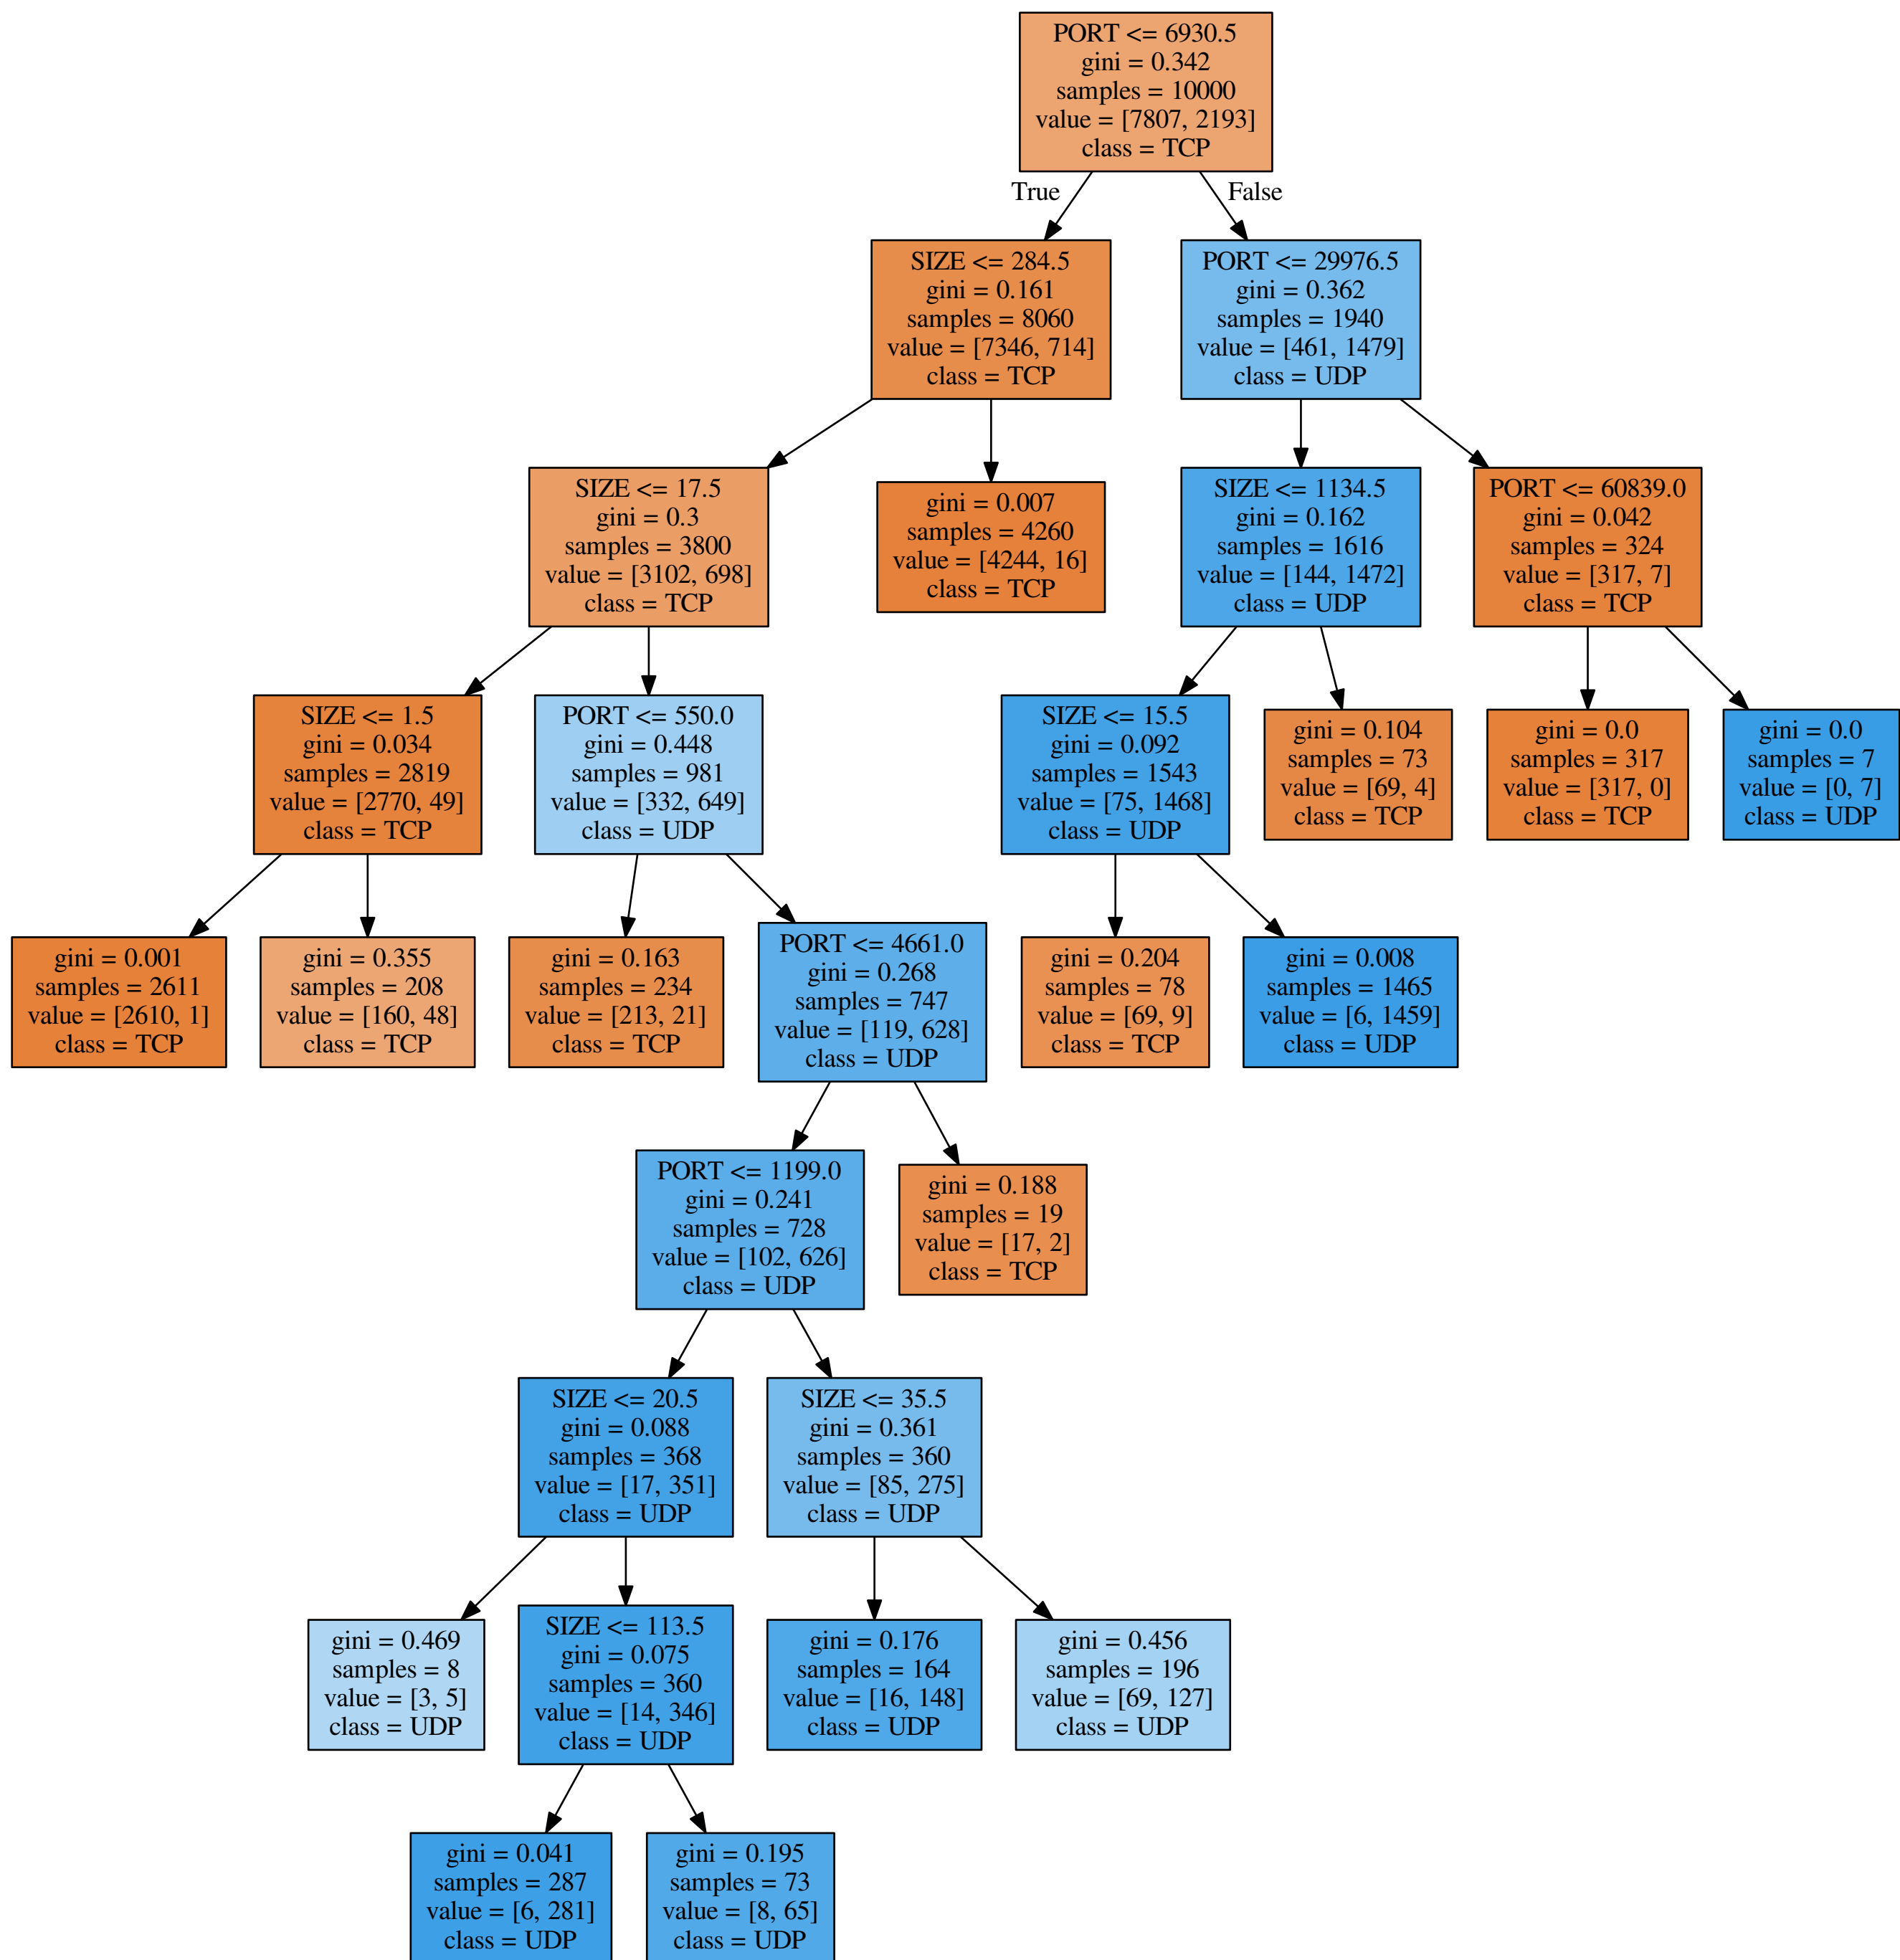 PORT <= 6930.5
gini = 0.342
samples = 10000
value = [7807, 2193]
class = TCP
True
False
SIZE <= 284.5
gini = 0.161
samples = 8060
value = [7346, 714]
class = TCP
PORT <= 29976.5
gini = 0.362
samples = 1940
value = [461, 1479]
class = UDP
SIZE <= 17.5
gini = 0.3
samples = 3800
value = [3102, 698]
class = TCP
gini = 0.007
samples = 4260
value = [4244, 16]
class = TCP
SIZE <= 1134.5
gini = 0.162
samples = 1616
value = [144, 1472]
class = UDP
PORT <= 60839.0
gini = 0.042
samples = 324
value = [317, 7]
class = TCP
SIZE <= 1.5
gini = 0.034
samples = 2819
value = [2770, 49]
class = TCP
PORT <= 550.0
gini = 0.448
samples = 981
value = [332, 649]
class = UDP
SIZE <= 15.5
gini = 0.092
samples = 1543
value = [75, 1468]
class = UDP
gini = 0.104
samples = 73
value = [69, 4]
class = TCP
gini = 0.0
samples = 317
value = [317, 0]
class = TCP
gini = 0.0
samples = 7
value = [0, 7]
class = UDP
gini = 0.001
samples = 2611
value = [2610, 1]
class = TCP
gini = 0.355
samples = 208
value = [160, 48]
class = TCP
gini = 0.163
samples = 234
value = [213, 21]
class = TCP
PORT <= 4661.0
gini = 0.268
samples = 747
value = [119, 628]
class = UDP
gini = 0.204
samples = 78
value = [69, 9]
class = TCP
gini = 0.008
samples = 1465
value = [6, 1459]
class = UDP
PORT <= 1199.0
gini = 0.241
samples = 728
value = [102, 626]
class = UDP
gini = 0.188
samples = 19
value = [17, 2]
class = TCP
SIZE <= 20.5
gini = 0.088
samples = 368
value = [17, 351]
class = UDP
SIZE <= 35.5
gini = 0.361
samples = 360
value = [85, 275]
class = UDP
gini = 0.469
samples = 8
value = [3, 5]
class = UDP
SIZE <= 113.5
gini = 0.075
samples = 360
value = [14, 346]
class = UDP
gini = 0.176
samples = 164
value = [16, 148]
class = UDP
gini = 0.456
samples = 196
value = [69, 127]
class = UDP
gini = 0.041
samples = 287
value = [6, 281]
class = UDP
gini = 0.195
samples = 73
value = [8, 65]
class = UDP